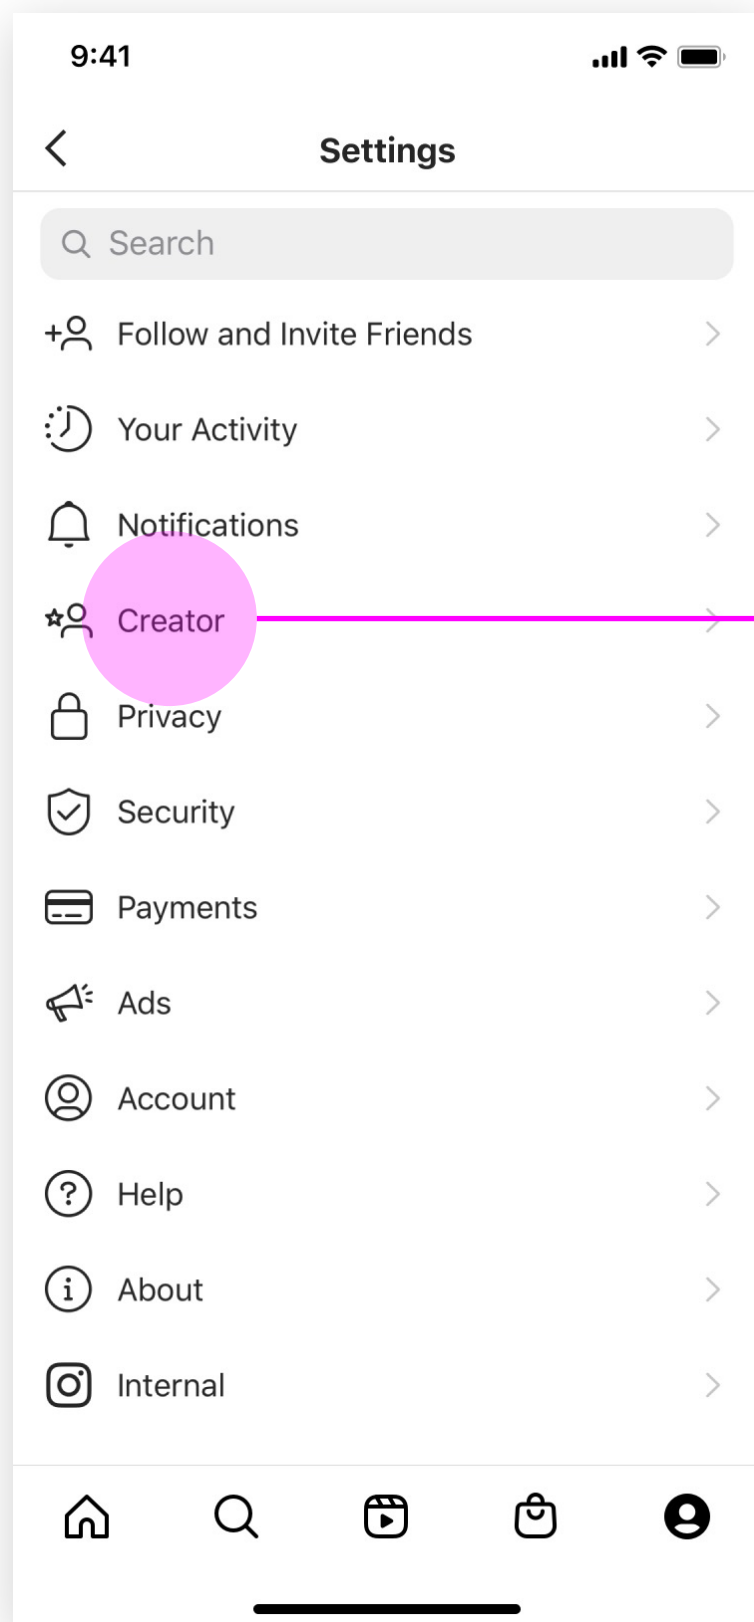 9:41
Settings
Search
Follow and Invite Friends
Your Activity
Notifications
Creator
Privacy
Security
Payments
Ads
Account
Help
About
Internal